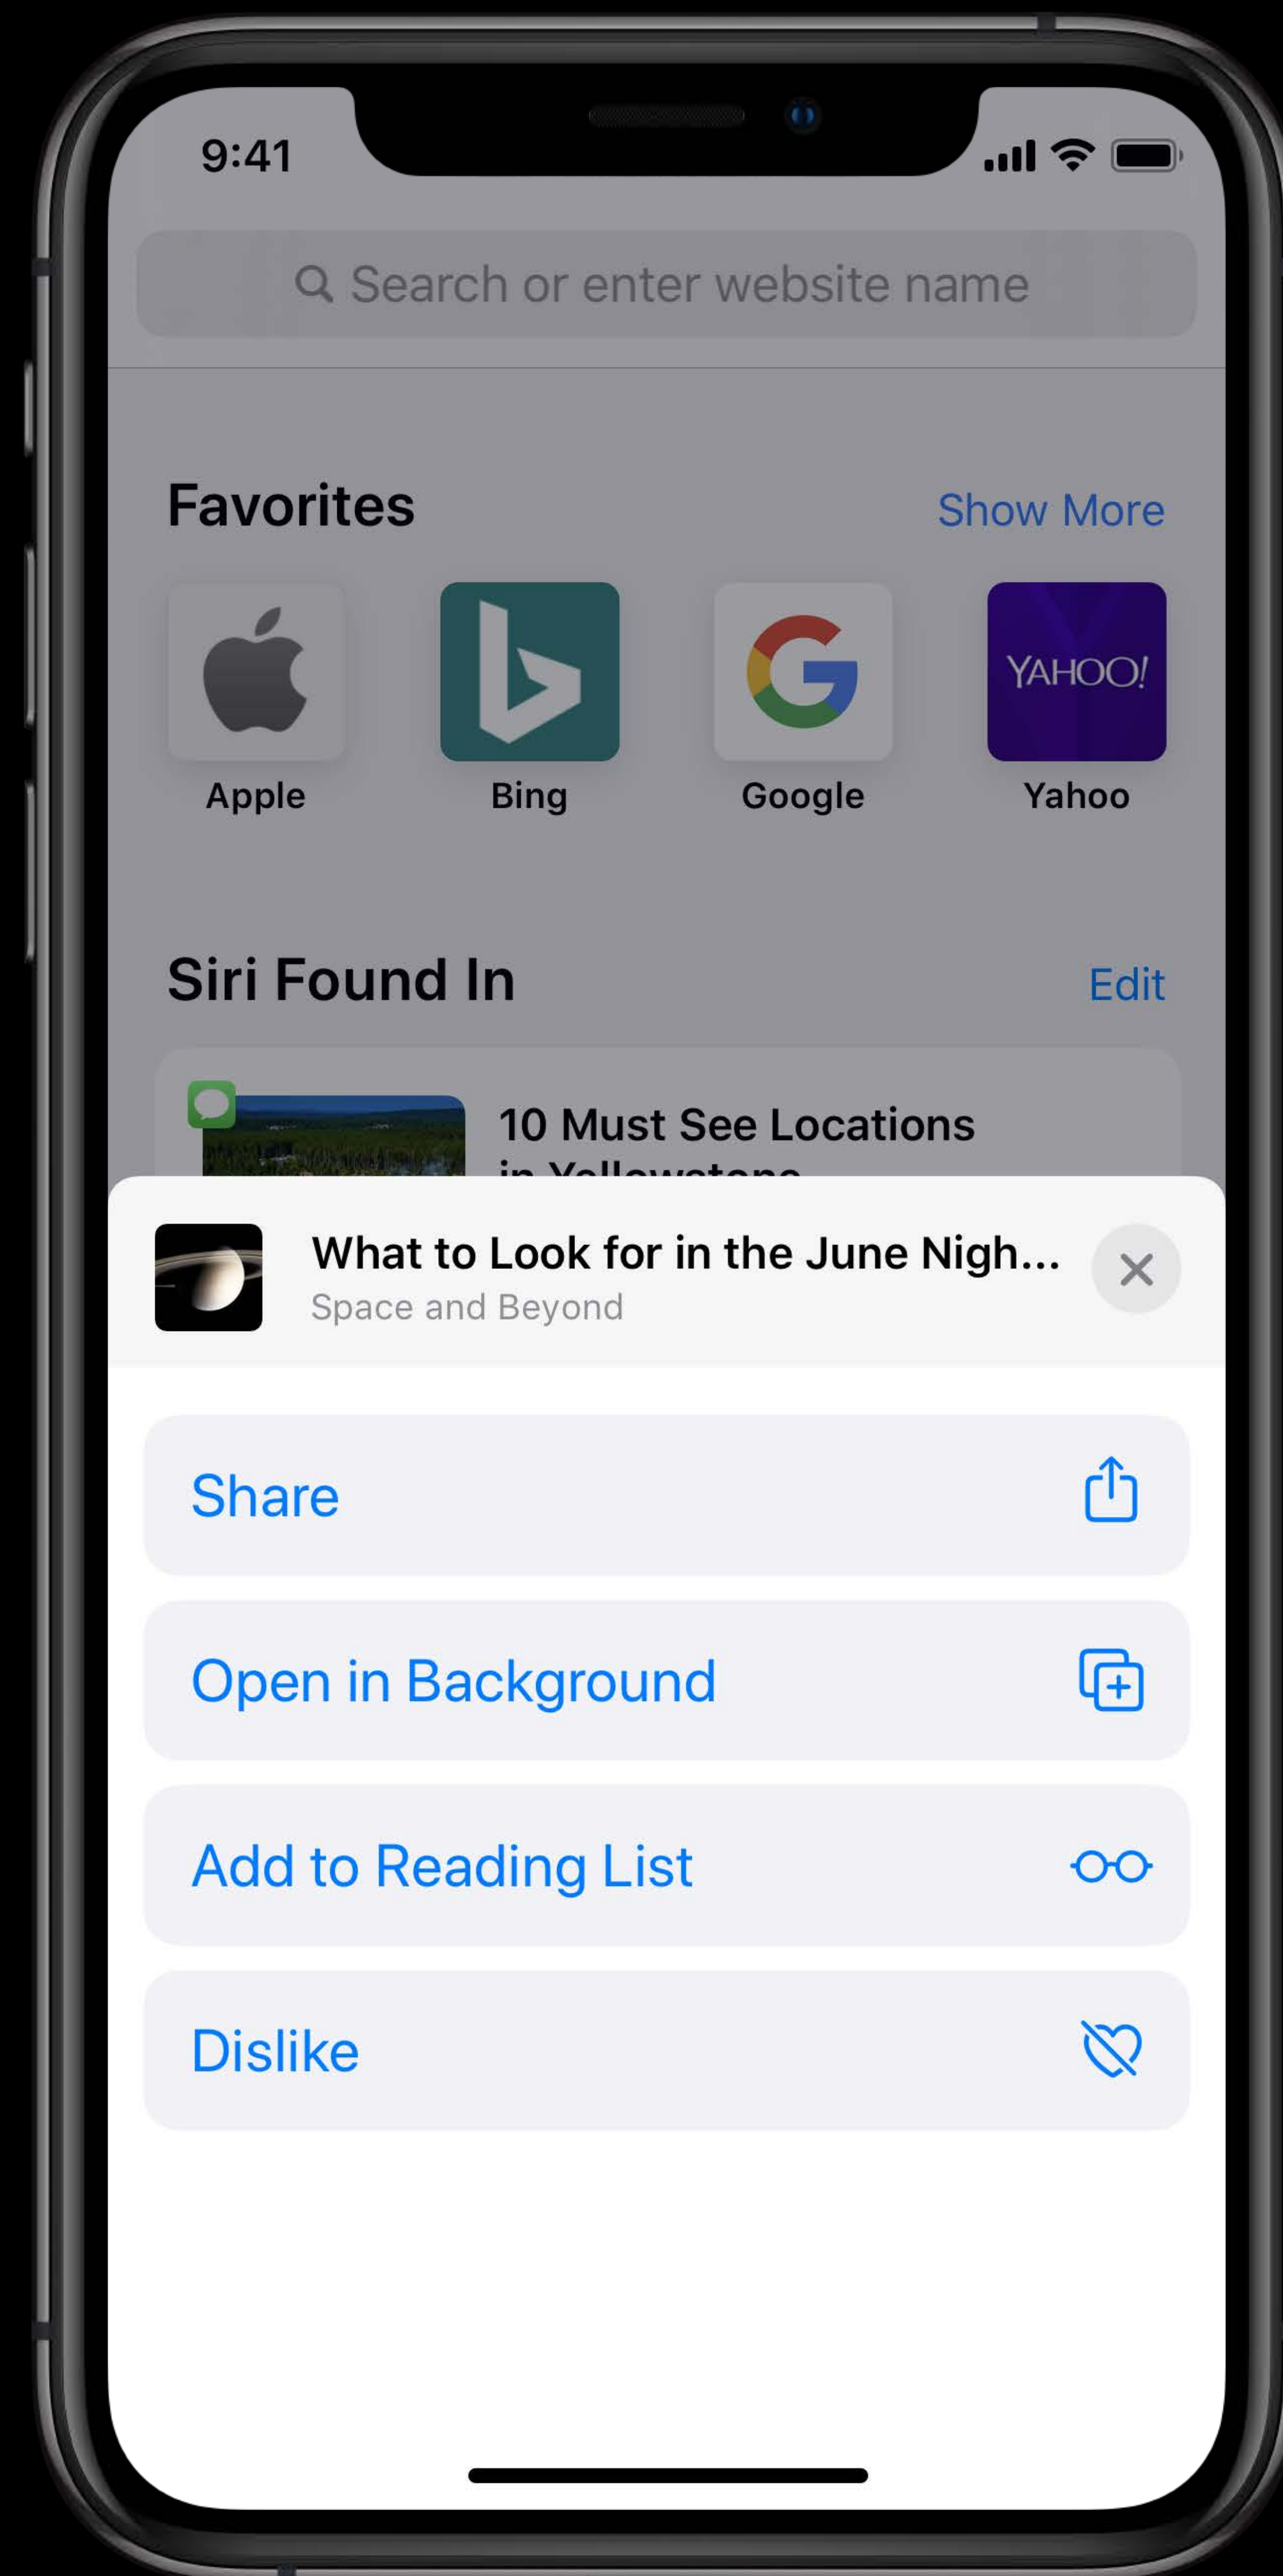 9:41
Search or enter website name
Favorites
Show More
YAHOO!
Apple
Bing
Google
Yahoo
Siri Found In
Edit
10 Must See Locations
in Yellowstone
What to Look for in the June Nigh...
Space and Beyond
Share
Open in Background
Add to Reading List
Dislike